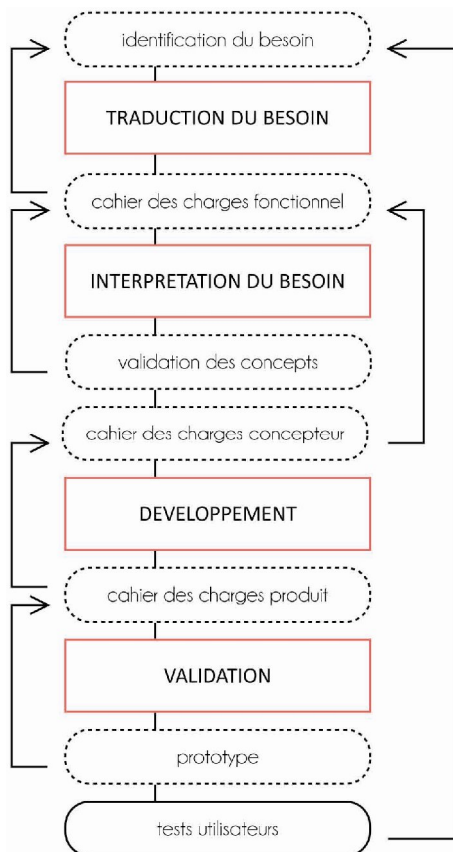 identification du besoin
TRADUCTION DU BESOIN
cahier des charges fonctionnel
INTERPRETATION DU BESOIN
validation des concepts
cahier des charges concepteur
DEVELOPPEMENT
cahier des charges produit
VALIDATION
prototype
tests utilisateurs